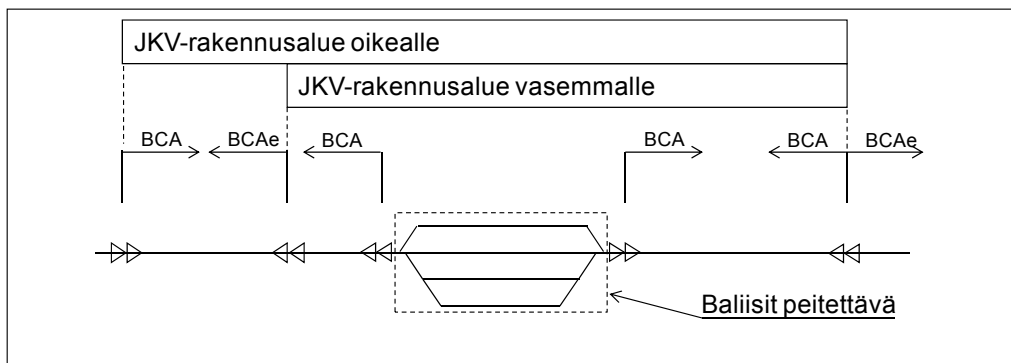 JKV-rakennusalue oikealle
JKV-rakennusalue vasemmalle
BCA BCAe BCA BCA BCA BCAe
Baliisit peitettävä